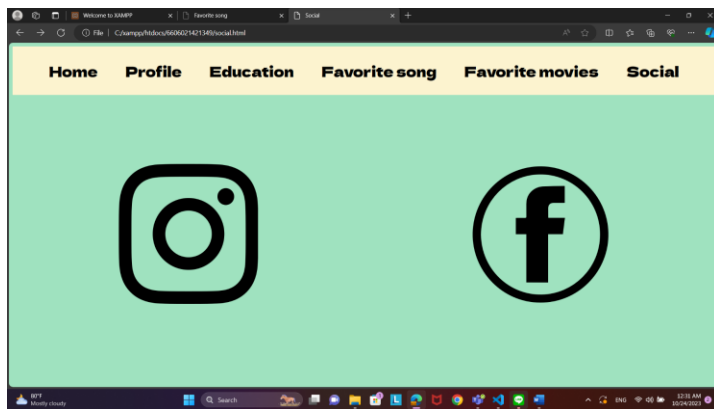 Welcome to XAMPP
Favorite song
Social
File C:/xampp/htdocs/6606021421349/social.html
Home Profile Education Favorite song Favorite movies Social
f
80°F
Mostly cloudy
Search
ENG
12:31 AM
10/24/2023